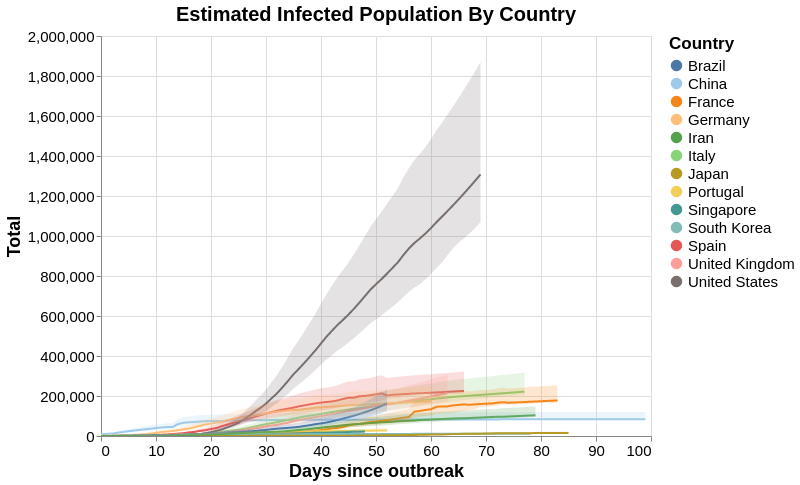 Estimated Infected Population By Country
2,000,000
1,800,000
1,600,000
1,400,000
1,200,000
1,000,000
800,000
600,000
400,000
200,000
0
Total
0 10 20 30 40 50 60 70 80 90 100
Days since outbreak
Country
Brazil
China
France
Germany
Iran
Italy
Japan
Portugal
Singapore
South Korea
Spain
United Kingdom
United States